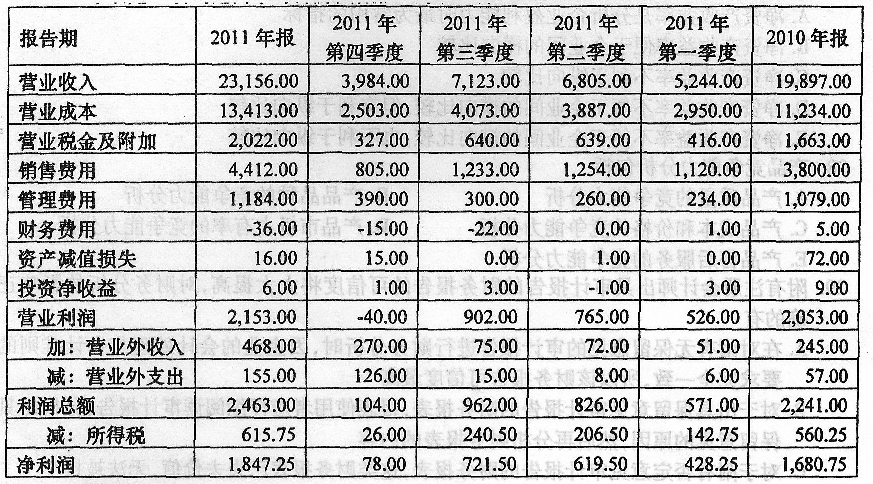 报告期 2011 年报 2011 年 第四季度 2011 年 第三季度 2011 年 第二季度 2011 年 第一季度 2010 年报
营业收入 23,156.00 3,984.00 7,123.00 6,805.00 5,244.00 19,897.00
营业成本 13,413.00 2,503.00 4,073.00 3,887.00 2,950.00 11,234.00
营业税金及附加 2,022.00 327.00 640.00 639.00 416.00 1,663.00
销售费用 4,412.00 805.00 1,233.00 1,254.00 1,120.00 3,800.00
管理费用 1,184.00 390.00 300.00 260.00 234.00 1,079.00
财务费用 -36.00 -15.00 -22.00 0.00 1.00 5.00
资产减值损失 16.00 15.00 0.00 1.00 0.00 72.00
投资净收益 6.00 1.00 3.00 -1.00 3.00 9.00
营业利润 2,153.00 -40.00 902.00 765.00 526.00 2,053.00
加：营业外收入 468.00 270.00 75.00 72.00 51.00 245.00
减：营业外支出 155.00 126.00 15.00 8.00 6.00 57.00
利润总额 2,463.00 104.00 962.00 826.00 571.00 2,241.00
减：所得税 615.75 26.00 240.50 206.50 142.75 560.25
净利润 1,847.25 78.00 721.50 619.50 428.25 1,680.75